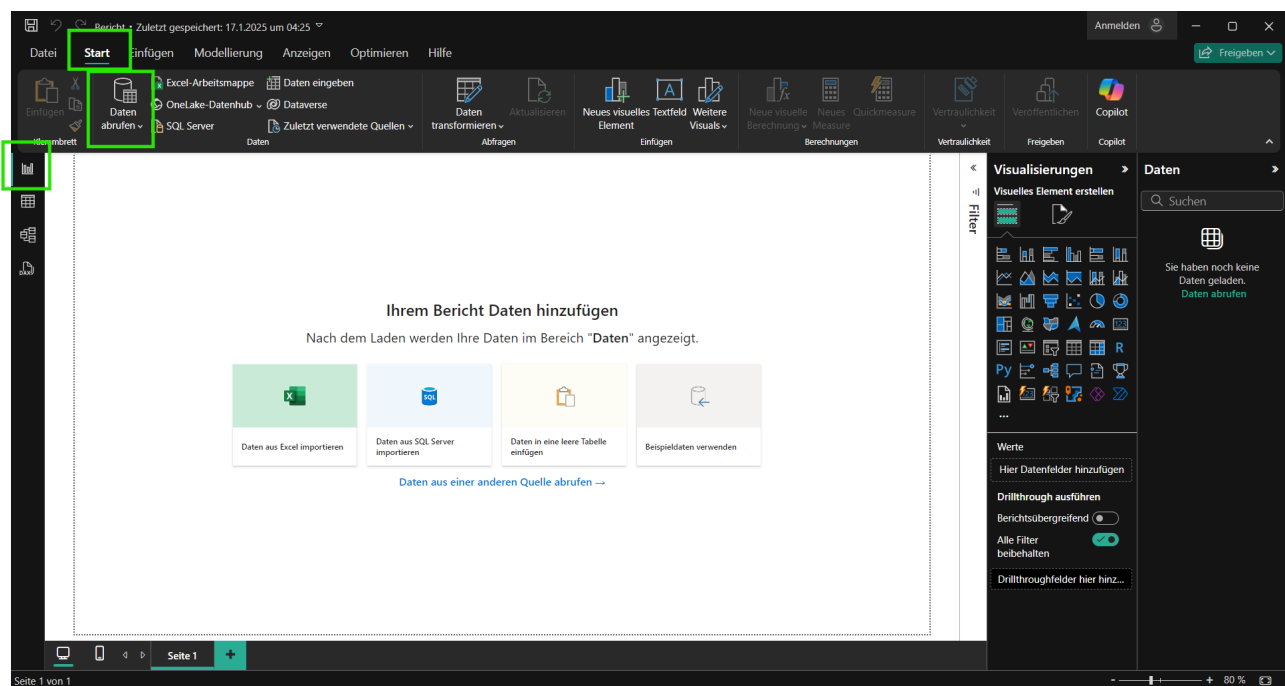 Bericht • Zuletzt gespeichert: 17.1.2025 um 04:25
Anmelden
Datei Start Einfügen Modellierung Anzeigen Optimieren Hilfe
Freigeben
Einfügen
Daten abrufen
Excel-Arbeitsmappe
OneLake-Datenhub
SQL Server
Daten eingeben
Dataverse
Zuletzt verwendete Quellen
Daten
transformieren
Aktualisieren
Neues visuelles
Element
Textfeld
Weitere
Visuals
Neue visuelle
Berechnung
Neues
Measure
Quickmeasure
Vertraulichkeit
Veröffentlichen
Copilot
Klemmbrett
Daten
Abfragen
Einfügen
Berechnungen
Vertraulichkeit
Freigeben
Copilot
DAX
Ihrem Bericht Daten hinzufügen
Nach dem Laden werden Ihre Daten im Bereich "Daten" angezeigt.
SQL
Daten aus Excel importieren
Daten aus SQL Server
importieren
Daten in eine leere Tabelle
einfügen
Beispieldaten verwenden
Daten aus einer anderen Quelle abrufen →
Filter
Visualisierungen
Visuelles Element erstellen
123
R
Py
...
Werte
Hier Datenfelder hinzufügen
Drillthrough ausführen
Berichtsübergreifend
Alle Filter
beibehalten
Drillthroughfelder hier hinz...
Daten
Suchen
Sie haben noch keine
Daten geladen.
Daten abrufen
Seite 1
+
Seite 1 von 1
- + 80 %